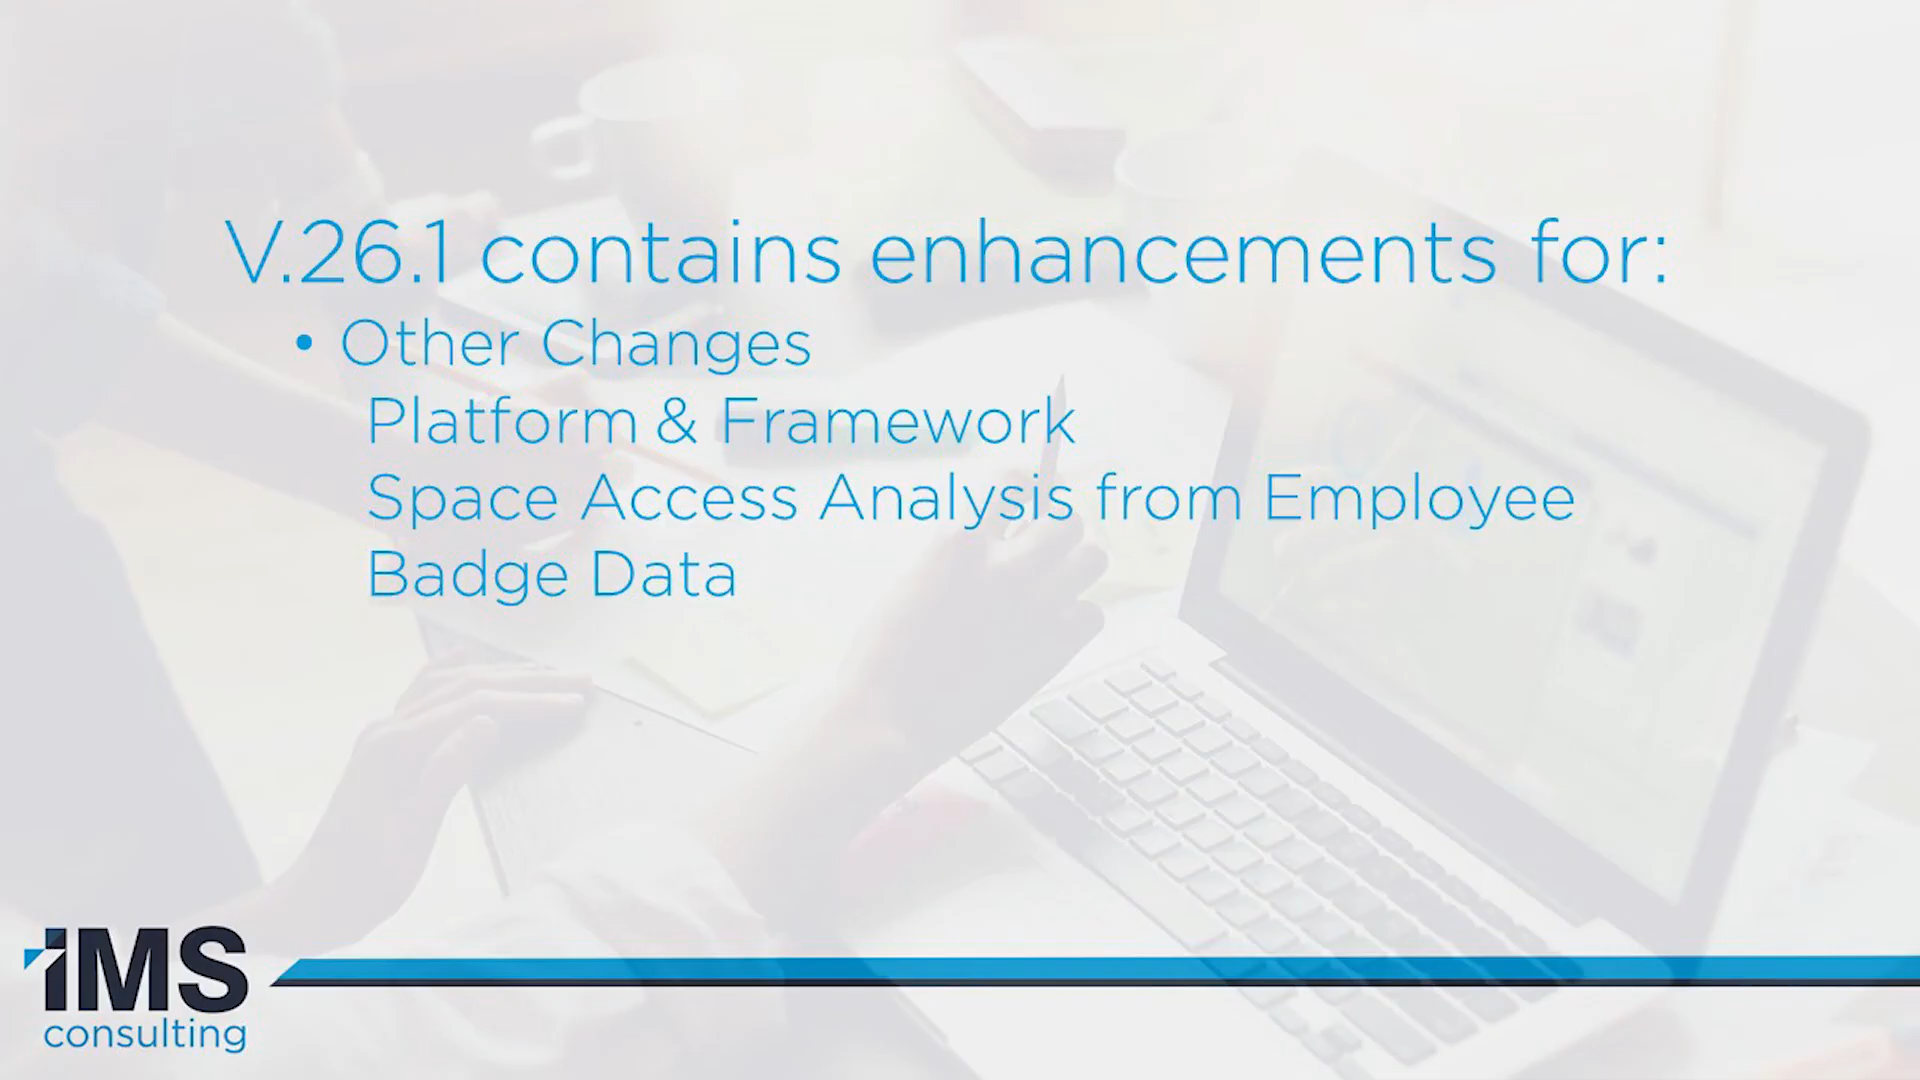 V.26.1 contains enhancements for:
• Other Changes
Platform & Framework
Space Access Analysis from Employee
Badge Data
iMS
consulting